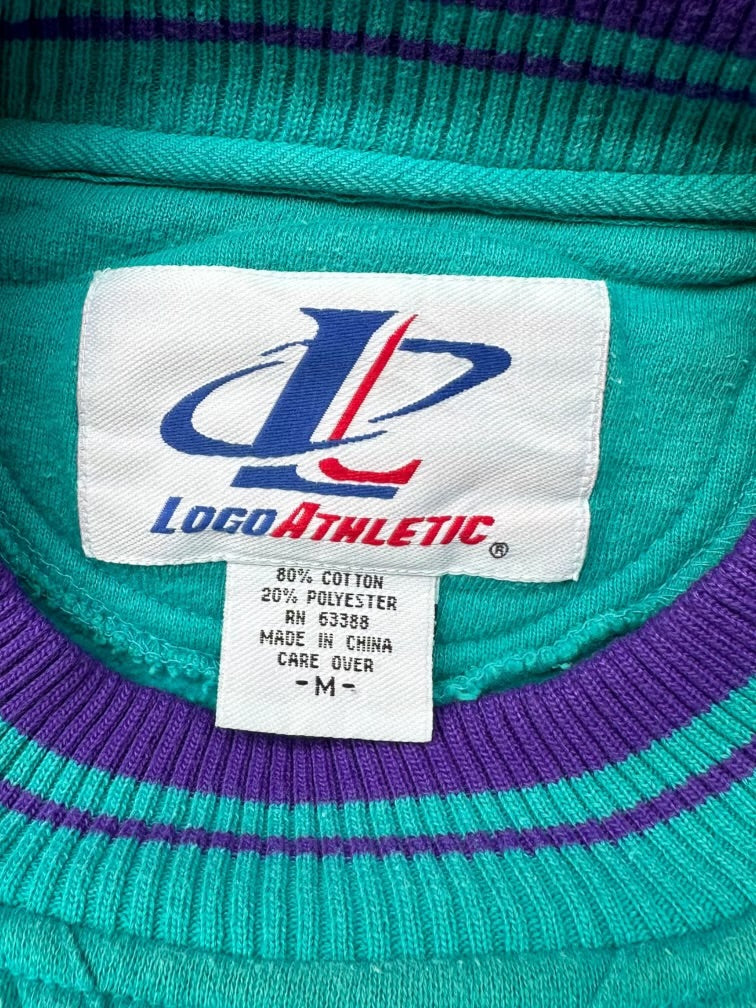 LOGO ATHLETIC ®
80% COTTON
20% POLYESTER
RN 63388
MADE IN CHINA
CARE OVER
-M-